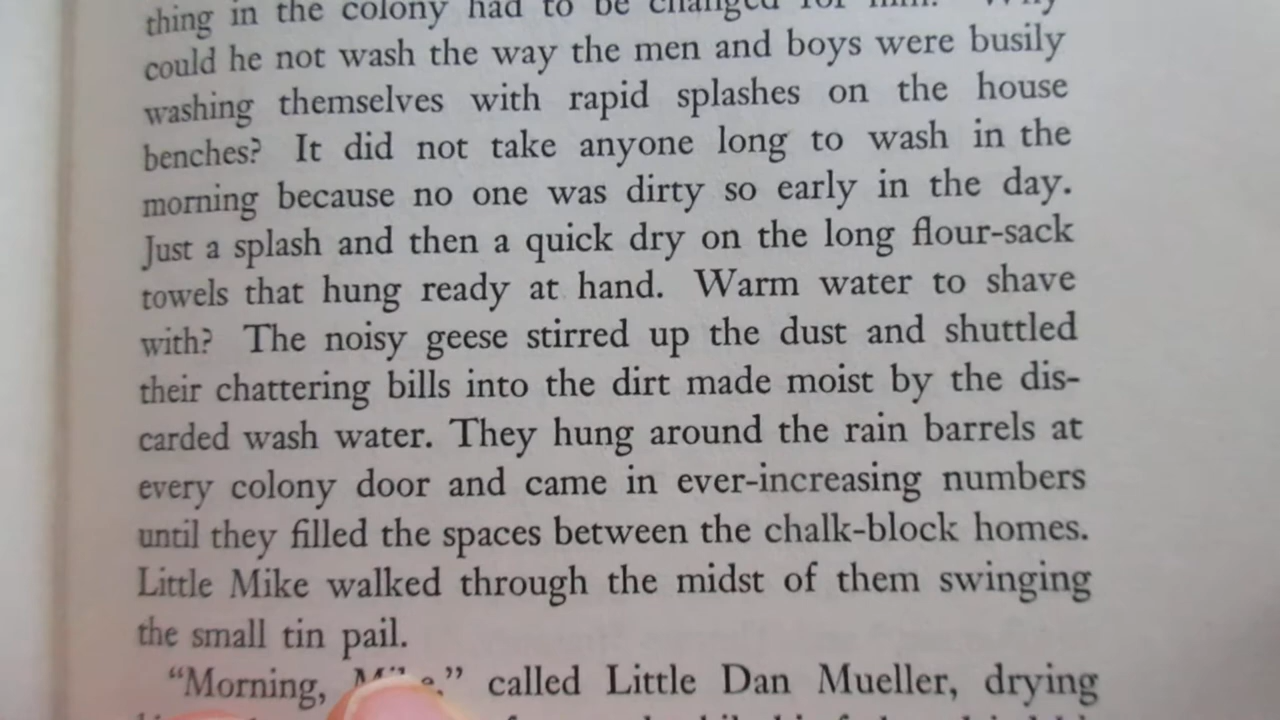 thing in the colony had to be changed for him. Why
could he not wash the way the men and boys were busily
washing themselves with rapid splashes on the house
benches? It did not take anyone long to wash in the
morning because no one was dirty so early in the day.
Just a splash and then a quick dry on the long flour-sack
towels that hung ready at hand. Warm water to shave
with? The noisy geese stirred up the dust and shuttled
their chattering bills into the dirt made moist by the dis-
carded wash water. They hung around the rain barrels at
every colony door and came in ever-increasing numbers
until they filled the spaces between the chalk-block homes.
Little Mike walked through the midst of them swinging
the small tin pail.
“Morning, Mike,” called Little Dan Mueller, drying